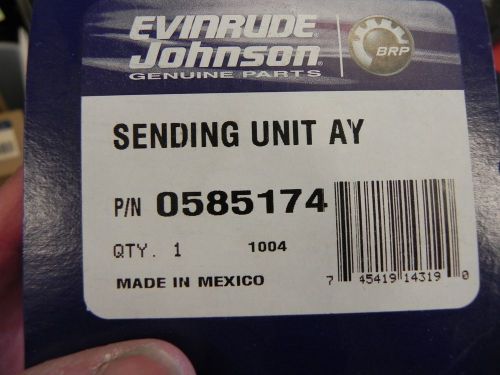 EVINRUDE
Johnson
GENUINE PARTS
BRP
SENDING UNIT AY
P/N 0585174
QTY. 1 1004
MADE IN MEXICO
7 45419 14319 0